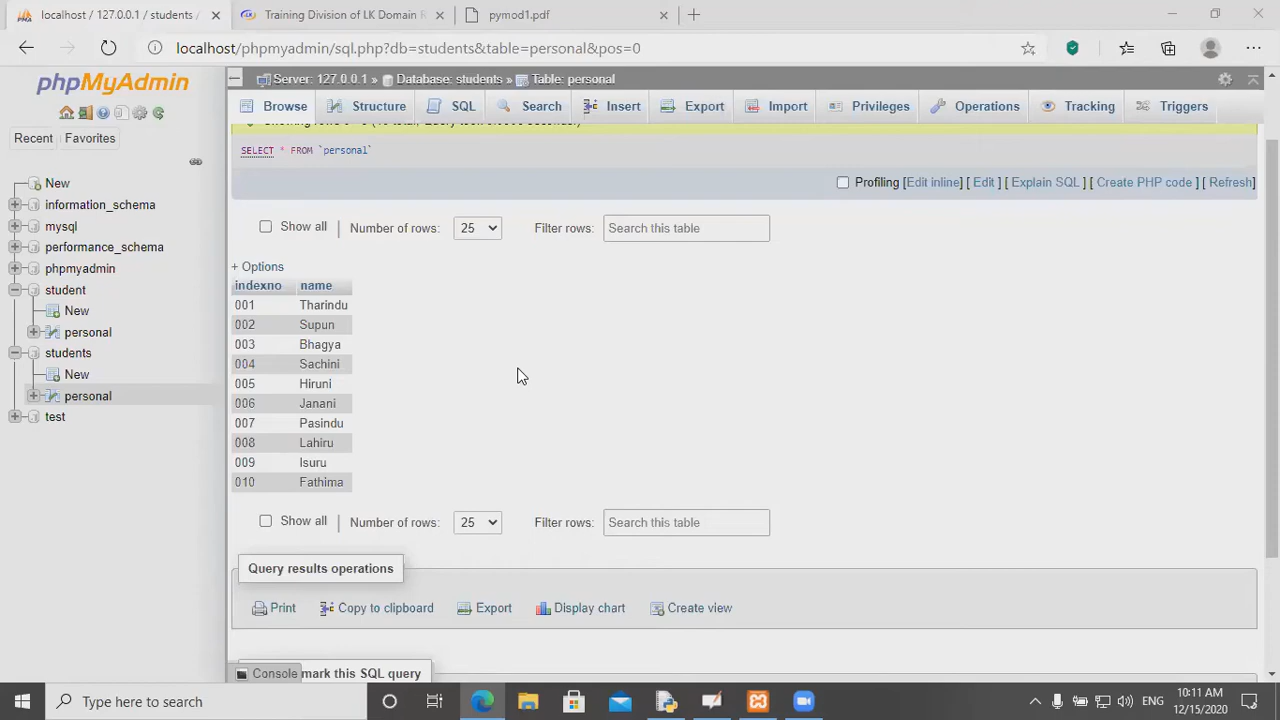 localhost / 127.0.0.1 / students /
Training Division of LK Domain R
pymod1.pdf
localhost/phpmyadmin/sql.php?db=students&table=personal&pos=0
phpMyAdmin
Recent Favorites
New
information_schema
mysql
performance_schema
phpmyadmin
student
New
personal
students
New
personal
test
Server: 127.0.0.1 » Database: students » Table: personal
Browse Structure SQL Search Insert Export Import Privileges Operations Tracking Triggers
SELECT * FROM `personal`
Profiling [Edit inline] [ Edit ] [ Explain SQL ] [ Create PHP code ] [ Refresh]
Show all | Number of rows: 25 Filter rows: Search this table
+ Options
indexno name
001 Tharindu
002 Supun
003 Bhagya
004 Sachini
005 Hiruni
006 Janani
007 Pasindu
008 Lahiru
009 Isuru
010 Fathima
Show all | Number of rows: 25 Filter rows: Search this table
Query results operations
Print Copy to clipboard Export Display chart Create view
Console mark this SQL query
Type here to search
ENG
10:11 AM
12/15/2020